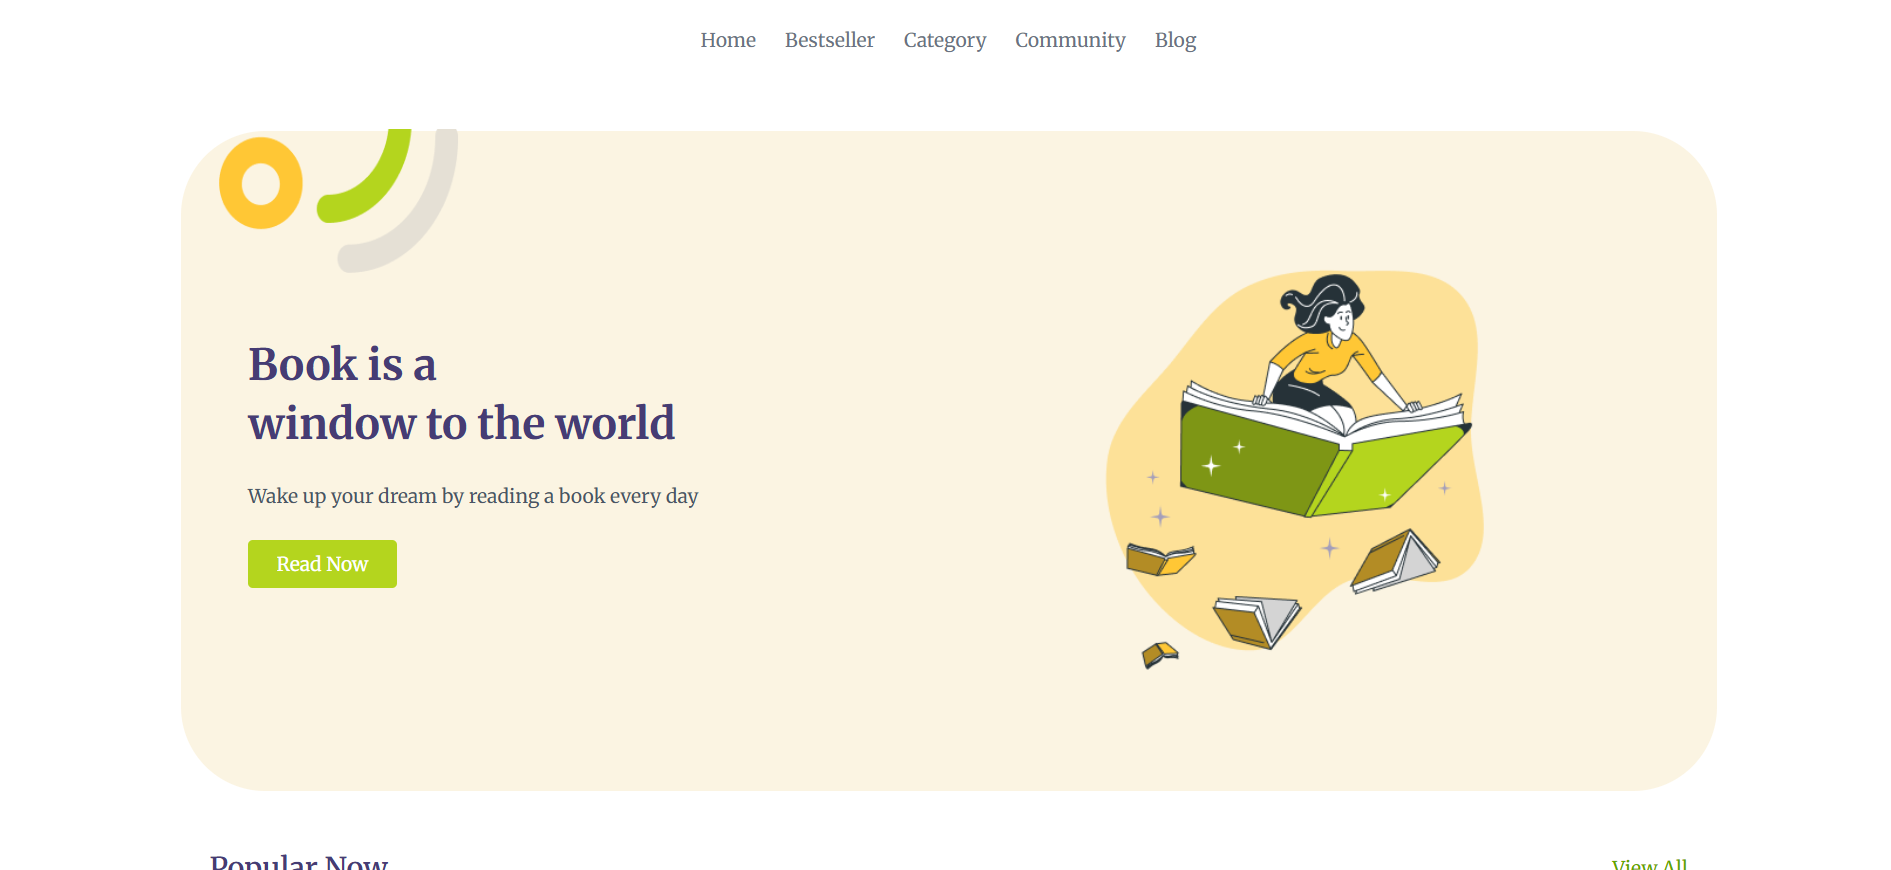 Home Bestseller Category Community Blog
Book is a
window to the world
Wake up your dream by reading a book every day
Read Now
Popular Now View All